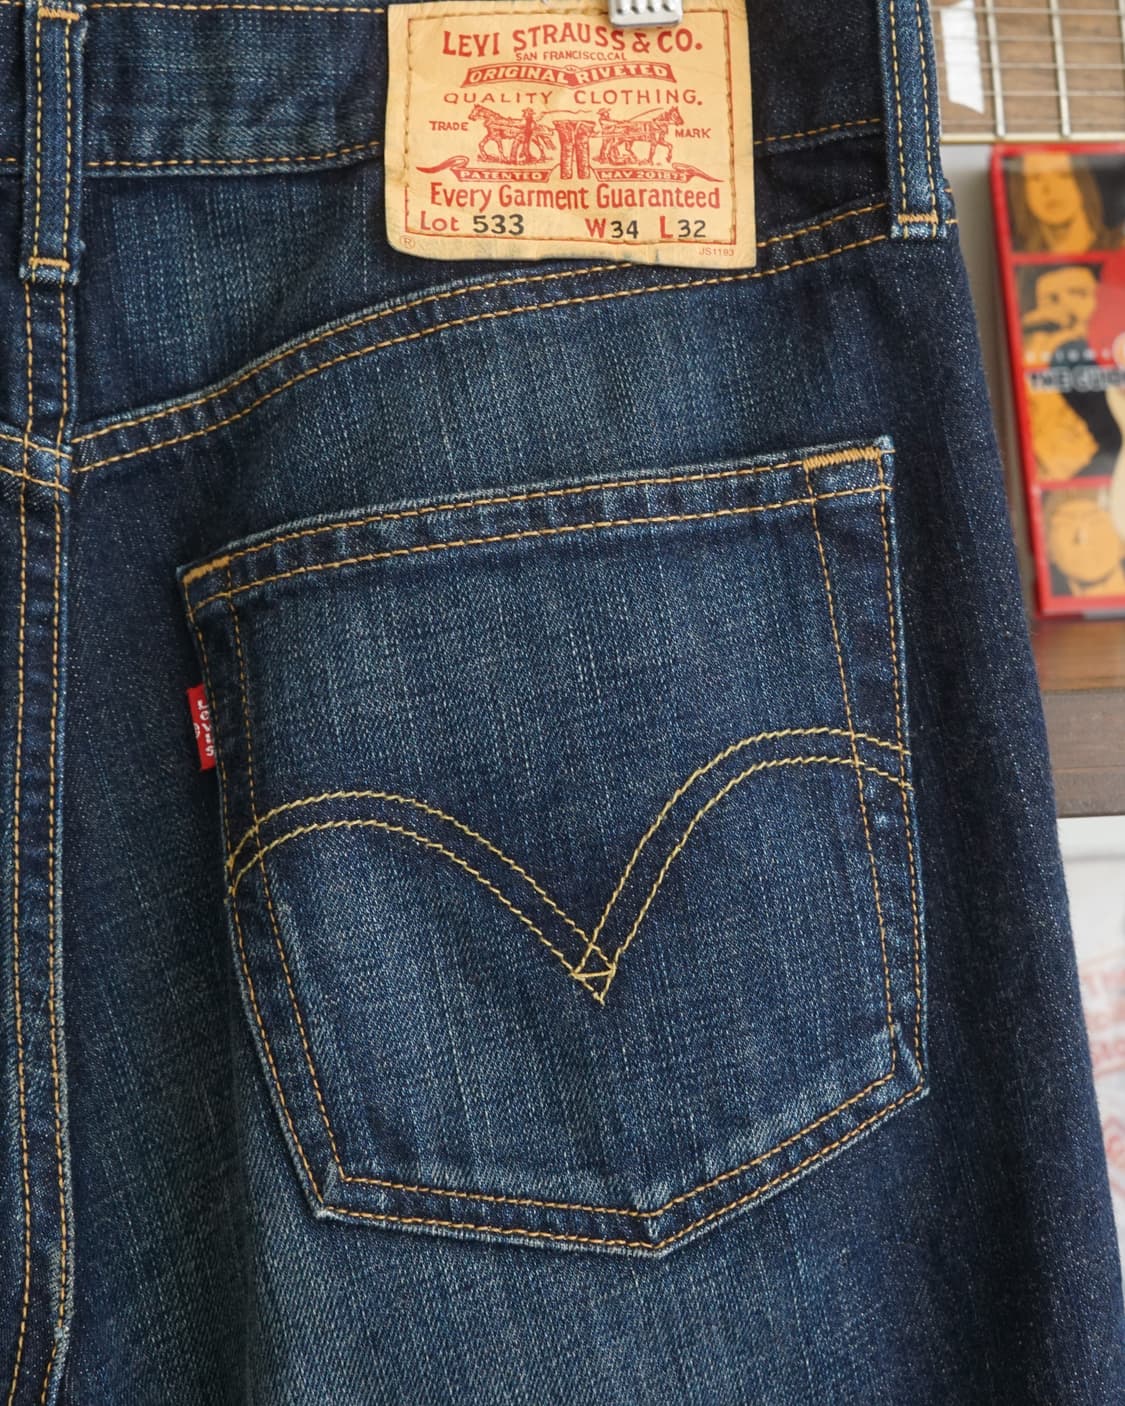 LEVI STRAUSS & CO.
SAN FRANCISCO.CAL
ORIGINAL RIVETED
QUALITY CLOTHING.
TRADE MARK
PATENTED MAY 20 1873
Every Garment Guaranteed
Lot 533 W34 L32
®
LEVI'S
®